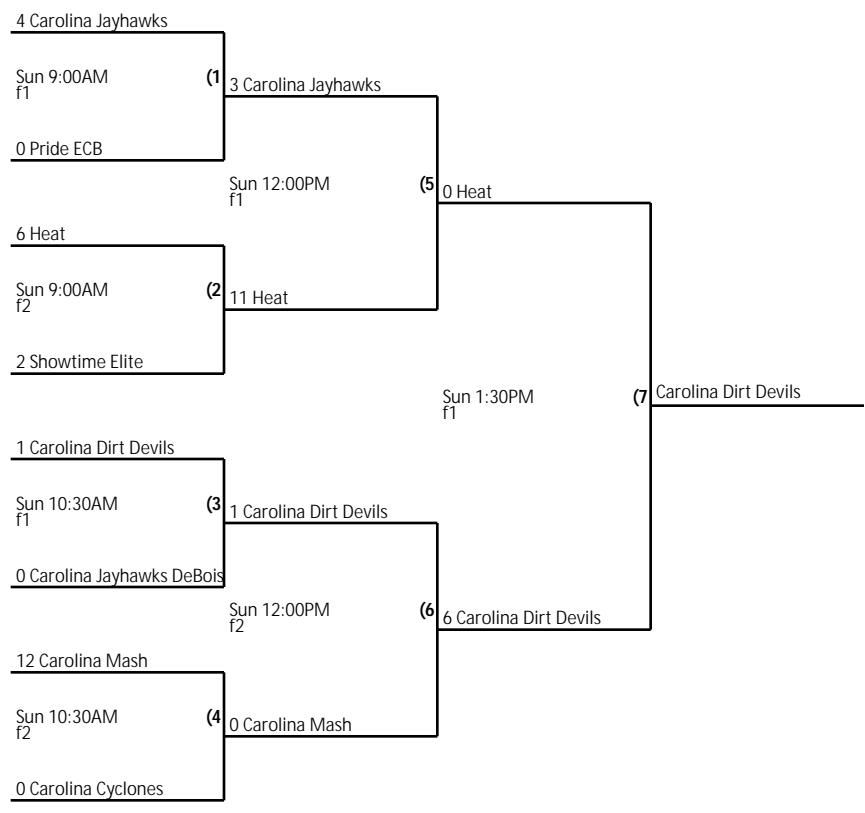 4 Carolina Jayhawks
Sun 9:00AM (1
f1
0 Pride ECB
3 Carolina Jayhawks
Sun 12:00PM (5
f1
6 Heat
Sun 9:00AM (2
f2
2 Showtime Elite
11 Heat
0 Heat
Sun 1:30PM (7
f1
Carolina Dirt Devils
1 Carolina Dirt Devils
Sun 10:30AM (3
f1
0 Carolina Jayhawks DeBois
1 Carolina Dirt Devils
Sun 12:00PM (6
f2
6 Carolina Dirt Devils
12 Carolina Mash
Sun 10:30AM (4
f2
0 Carolina Cyclones
0 Carolina Mash